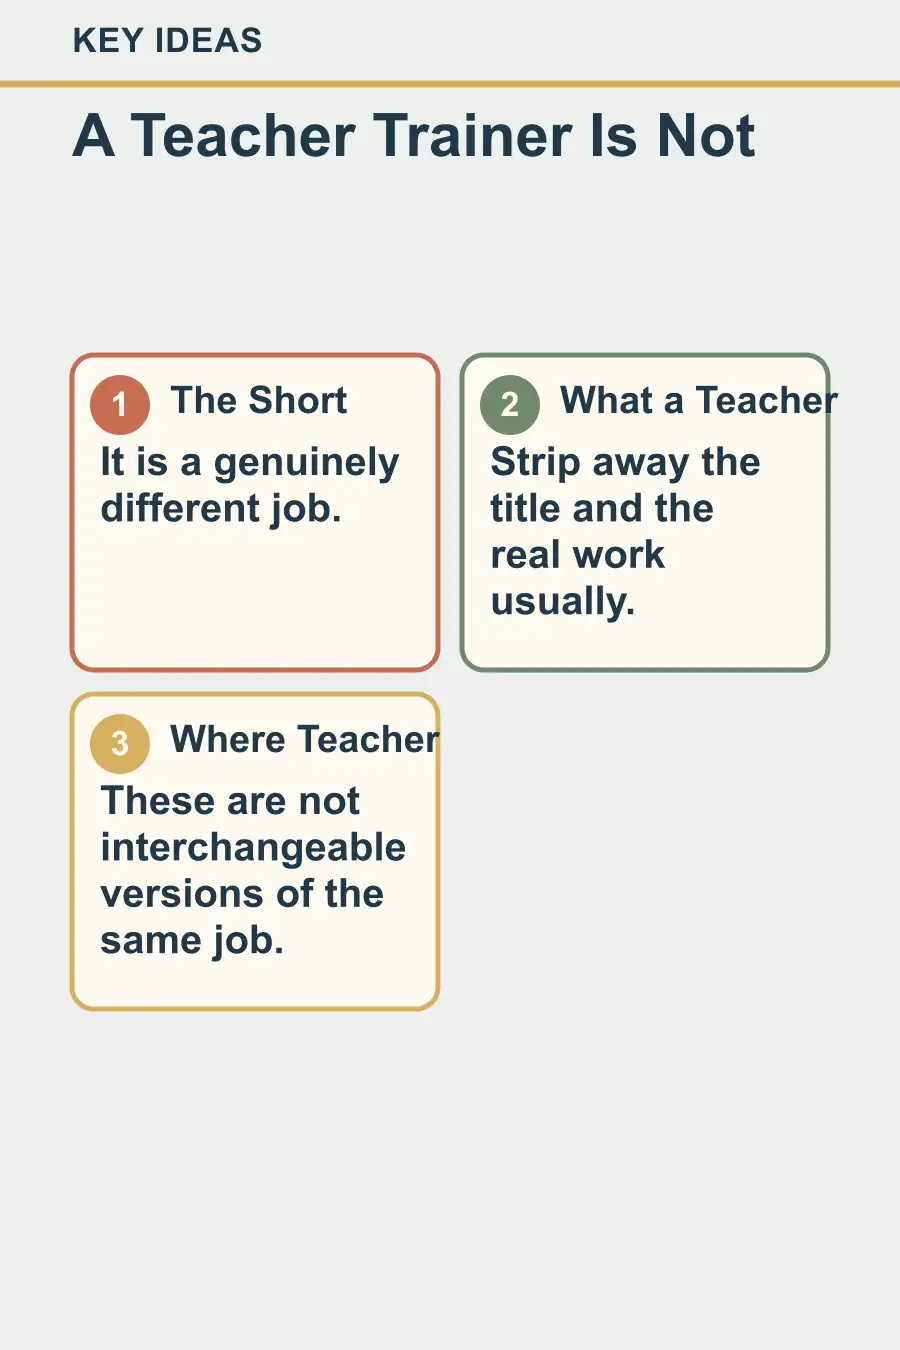 KEY IDEAS
A Teacher Trainer Is Not
1 The Short
It is a genuinely
different job.
2 What a Teacher
Strip away the
title and the
real work
usually.
3 Where Teacher
These are not
interchangeable
versions of the
same job.